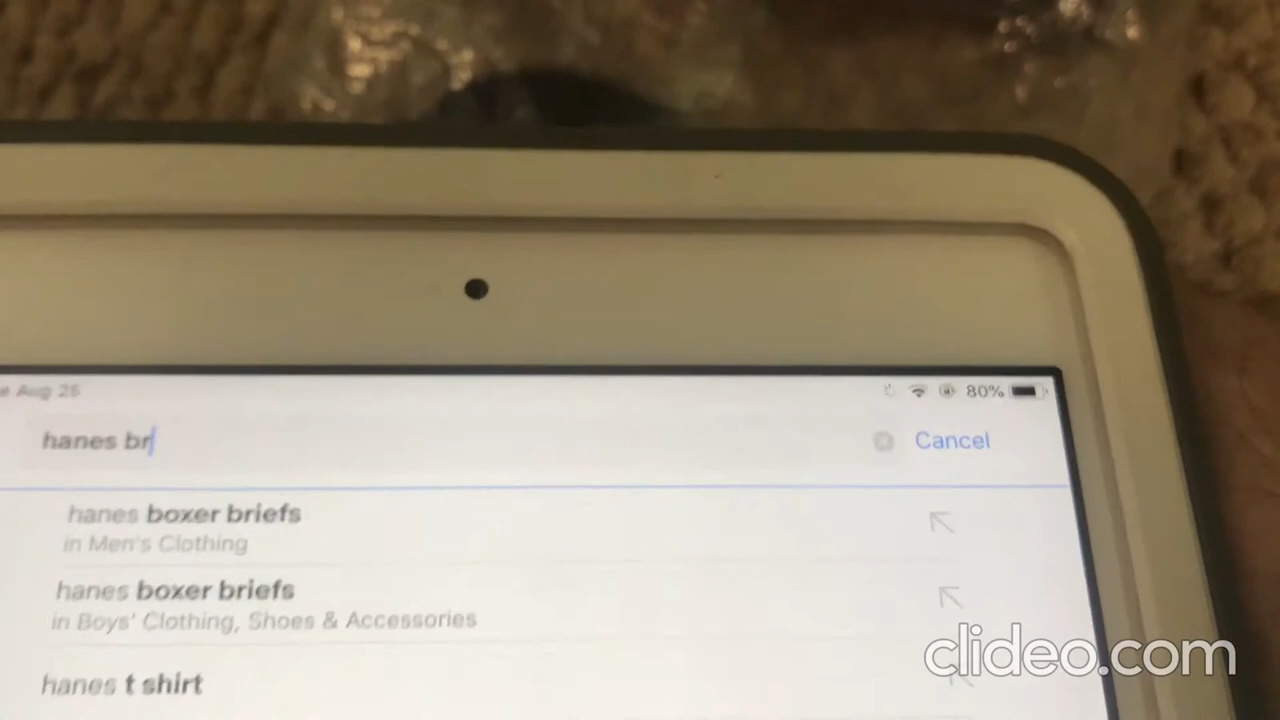 Aug 25
80%
hanes br
Cancel
hanes boxer briefs
in Men's Clothing
hanes boxer briefs
in Boys' Clothing, Shoes & Accessories
hanes t shirt
clideo.com